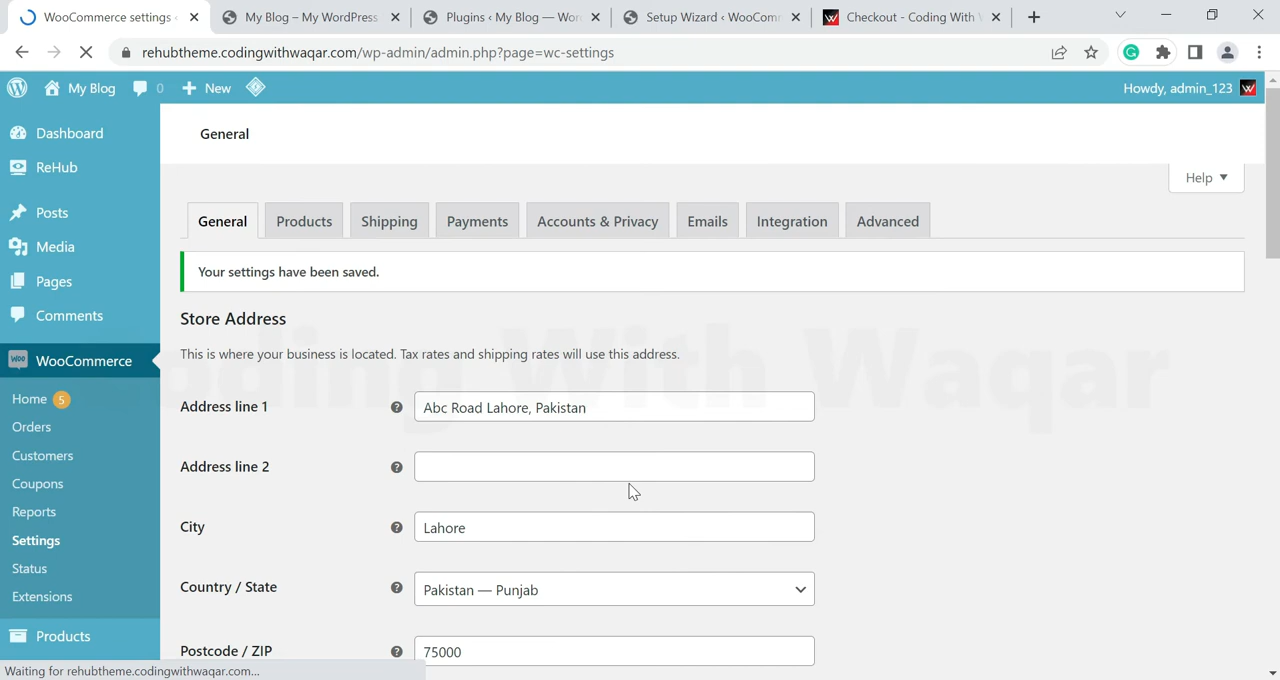 WooCommerce settings ‹
My Blog – My WordPress
Plugins ‹ My Blog — Wor
Setup Wizard ‹ WooComm
Checkout - Coding With
rehubtheme.codingwithwaqar.com/wp-admin/admin.php?page=wc-settings
My Blog
0
New
Howdy, admin_123
Dashboard
ReHub
Posts
Media
Pages
Comments
WooCommerce
Home 5
Orders
Customers
Coupons
Reports
Settings
Status
Extensions
Products
General
Help
General
Products
Shipping
Payments
Accounts & Privacy
Emails
Integration
Advanced
Your settings have been saved.
Store Address
This is where your business is located. Tax rates and shipping rates will use this address.
Address line 1
Abc Road Lahore, Pakistan
Address line 2
City
Lahore
Country / State
Pakistan — Punjab
Postcode / ZIP
75000
Coding With Waqar
Waiting for rehubtheme.codingwithwaqar.com...